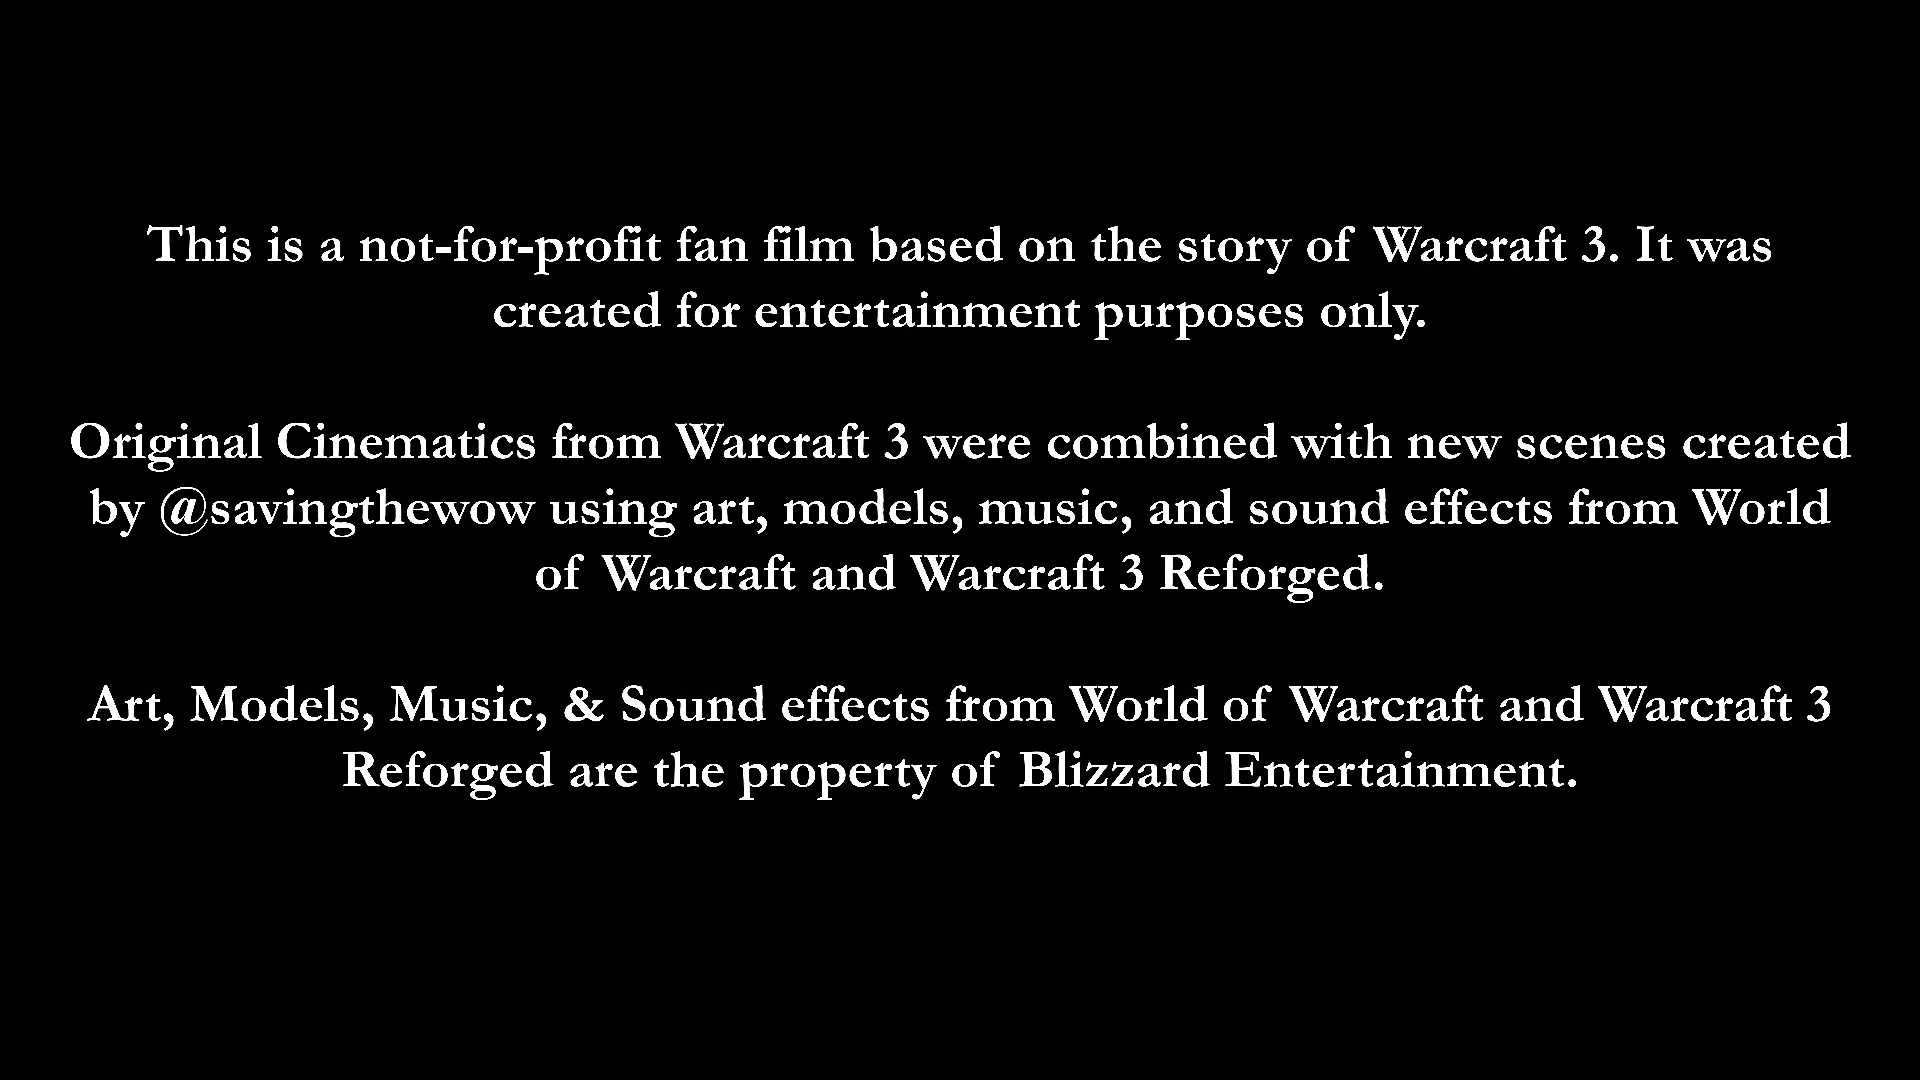 This is a not-for-profit fan film based on the story of Warcraft 3. It was
created for entertainment purposes only.
Original Cinematics from Warcraft 3 were combined with new scenes created
by @savingthewow using art, models, music, and sound effects from World
of Warcraft and Warcraft 3 Reforged.
Art, Models, Music, & Sound effects from World of Warcraft and Warcraft 3
Reforged are the property of Blizzard Entertainment.